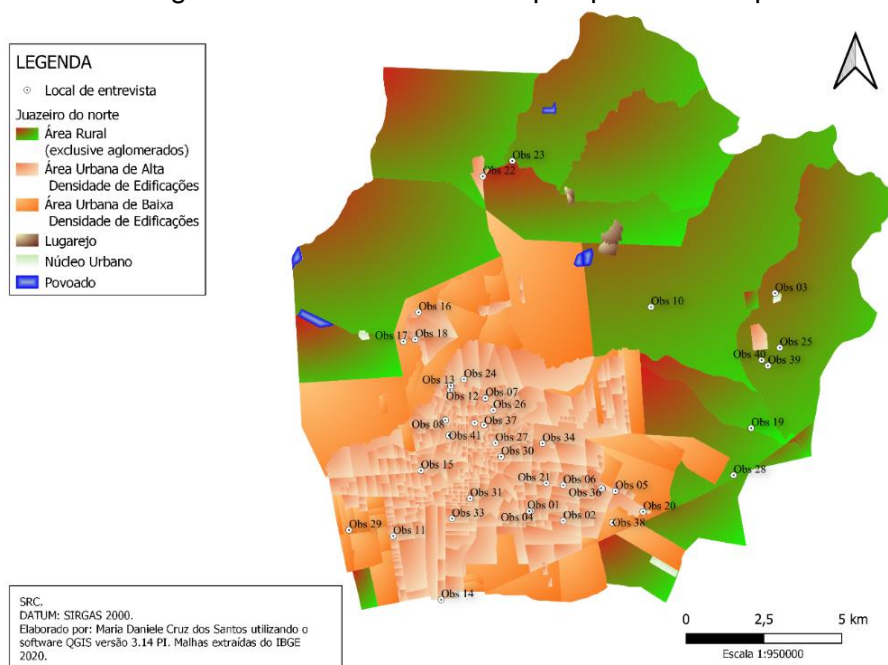 LEGENDA
Local de entrevista
Juazeiro do norte
Área Rural
(exclusive aglomerados)
Área Urbana de Alta
Densidade de Edificações
Área Urbana de Baixa
Densidade de Edificações
Lugarejo
Núcleo Urbano
Povoado
Obs 23
Obs 22
Obs 03
Obs 10
Obs 16
Obs 17
Obs 18
Obs 25
Obs 40
Obs 39
Obs 24
Obs 13
Obs 12
Obs 07
Obs 26
Obs 08
Obs 37
Obs 19
Obs 41
Obs 27
Obs 34
Obs 30
Obs 15
Obs 28
Obs 21
Obs 06
Obs 05
Obs 36
Obs 31
Obs 20
Obs 01
Obs 33
Obs 04
Obs 02
Obs 38
Obs 29
Obs 11
Obs 14
SRC.
DATUM: SIRGAS 2000.
Elaborado por: Maria Daniele Cruz dos Santos utilizando o
software QGIS versão 3.14 PI. Malhas extraídas do IBGE
2020.
0 2,5 5 km
Escala 1:950000